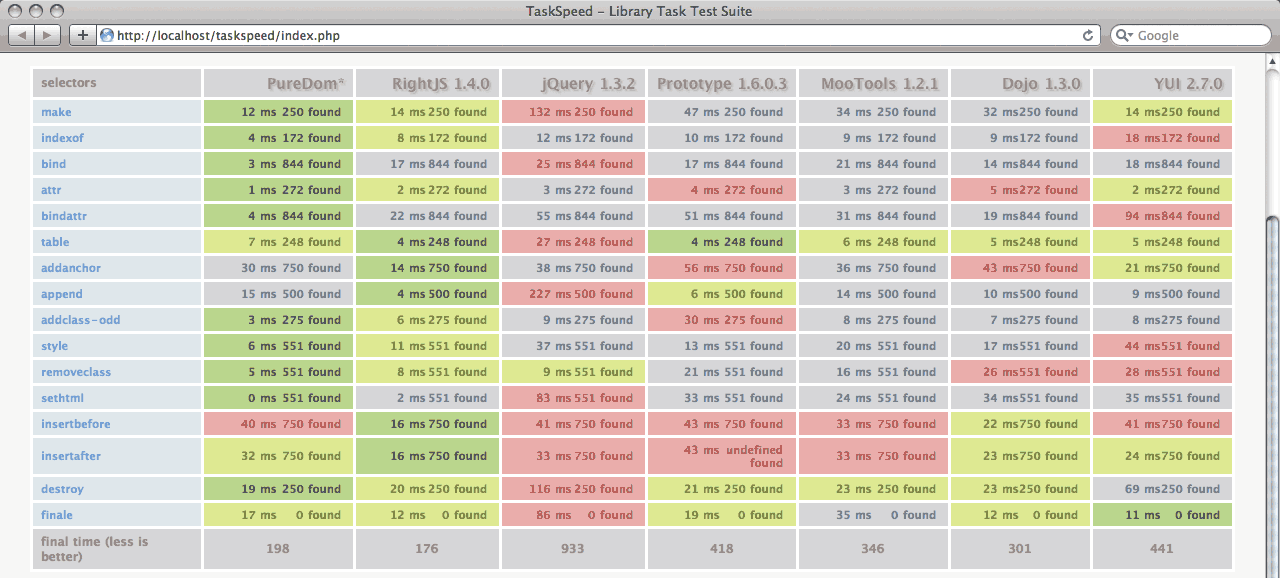 TaskSpeed – Library Task Test Suite
http://localhost/taskspeed/index.php Google
selectors PureDom* RightJS 1.4.0 jQuery 1.3.2 Prototype 1.6.0.3 MooTools 1.2.1 Dojo 1.3.0 YUI 2.7.0
make 12 ms 250 found 14 ms 250 found 132 ms 250 found 47 ms 250 found 34 ms 250 found 32 ms 250 found 14 ms250 found
indexof 4 ms 172 found 8 ms 172 found 12 ms 172 found 10 ms 172 found 9 ms 172 found 9 ms172 found 18 ms172 found
bind 3 ms 844 found 17 ms 844 found 25 ms 844 found 17 ms 844 found 21 ms 844 found 14 ms844 found 18 ms844 found
attr 1 ms 272 found 2 ms 272 found 3 ms 272 found 4 ms 272 found 3 ms 272 found 5 ms272 found 2 ms272 found
bindattr 4 ms 844 found 22 ms 844 found 55 ms 844 found 51 ms 844 found 31 ms 844 found 19 ms844 found 94 ms844 found
table 7 ms 248 found 4 ms 248 found 27 ms 248 found 4 ms 248 found 6 ms 248 found 5 ms248 found 5 ms248 found
addanchor 30 ms 750 found 14 ms 750 found 38 ms 750 found 56 ms 750 found 36 ms 750 found 43 ms750 found 21 ms750 found
append 15 ms 500 found 4 ms 500 found 227 ms 500 found 6 ms 500 found 14 ms 500 found 10 ms500 found 9 ms500 found
addclass-odd 3 ms 275 found 6 ms 275 found 9 ms 275 found 30 ms 275 found 8 ms 275 found 7 ms275 found 8 ms275 found
style 6 ms 551 found 11 ms 551 found 37 ms 551 found 13 ms 551 found 20 ms 551 found 17 ms551 found 44 ms551 found
removeclass 5 ms 551 found 8 ms 551 found 9 ms 551 found 21 ms 551 found 16 ms 551 found 26 ms551 found 28 ms551 found
sethtml 0 ms 551 found 2 ms 551 found 83 ms 551 found 33 ms 551 found 24 ms 551 found 34 ms551 found 35 ms551 found
insertbefore 40 ms 750 found 16 ms 750 found 41 ms 750 found 43 ms 750 found 33 ms 750 found 22 ms750 found 41 ms750 found
insertafter 32 ms 750 found 16 ms 750 found 33 ms 750 found 43 ms undefined 33 ms 750 found 23 ms750 found 24 ms750 found
found
destroy 19 ms 250 found 20 ms 250 found 116 ms 250 found 21 ms 250 found 23 ms 250 found 23 ms250 found 69 ms250 found
finale 17 ms 0 found 12 ms 0 found 86 ms 0 found 19 ms 0 found 35 ms 0 found 12 ms 0 found 11 ms 0 found
final time (less is
better) 198 176 933 418 346 301 441